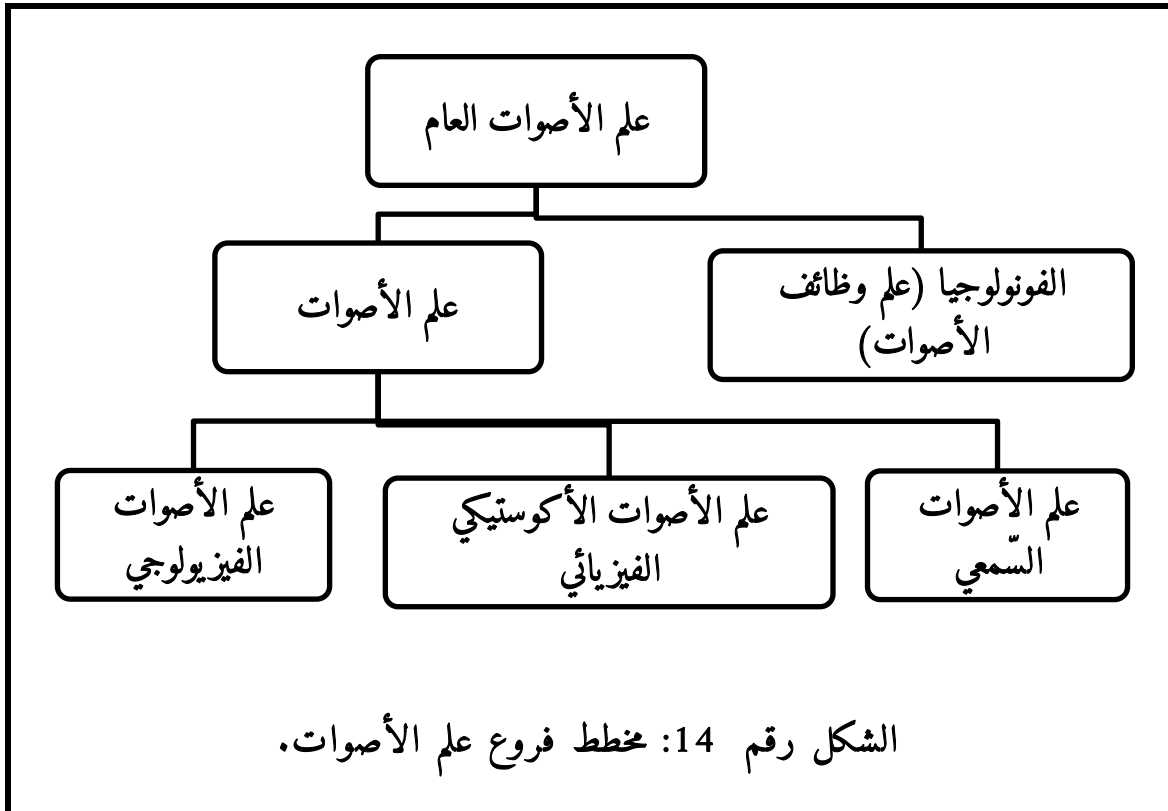 علم الأصوات العام
الفونولوجيا (علم وظائف
الأصوات)
علم الأصوات
علم الأصوات
السّمعي
علم الأصوات الأكوستيكي
الفيزيائي
علم الأصوات
الفيزيولوجي
الشكل رقم 14: مخطط فروع علم الأصوات.